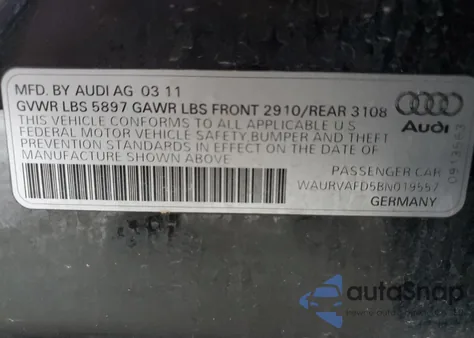 MFD. BY AUDI AG 03 11
GVWR LBS 5897 GAWR LBS FRONT 2910/REAR 3108
THIS VEHICLE CONFORMS TO ALL APPLICABLE U S
FEDERAL MOTOR VEHICLE SAFETY BUMPER AND THEFT
PREVENTION STANDARDS IN EFFECT ON THE DATE OF
MANUFACTURE SHOWN ABOVE.
Audi
PASSENGER CAR
WAURVAFD5BN019557
GERMANY
autoSnap